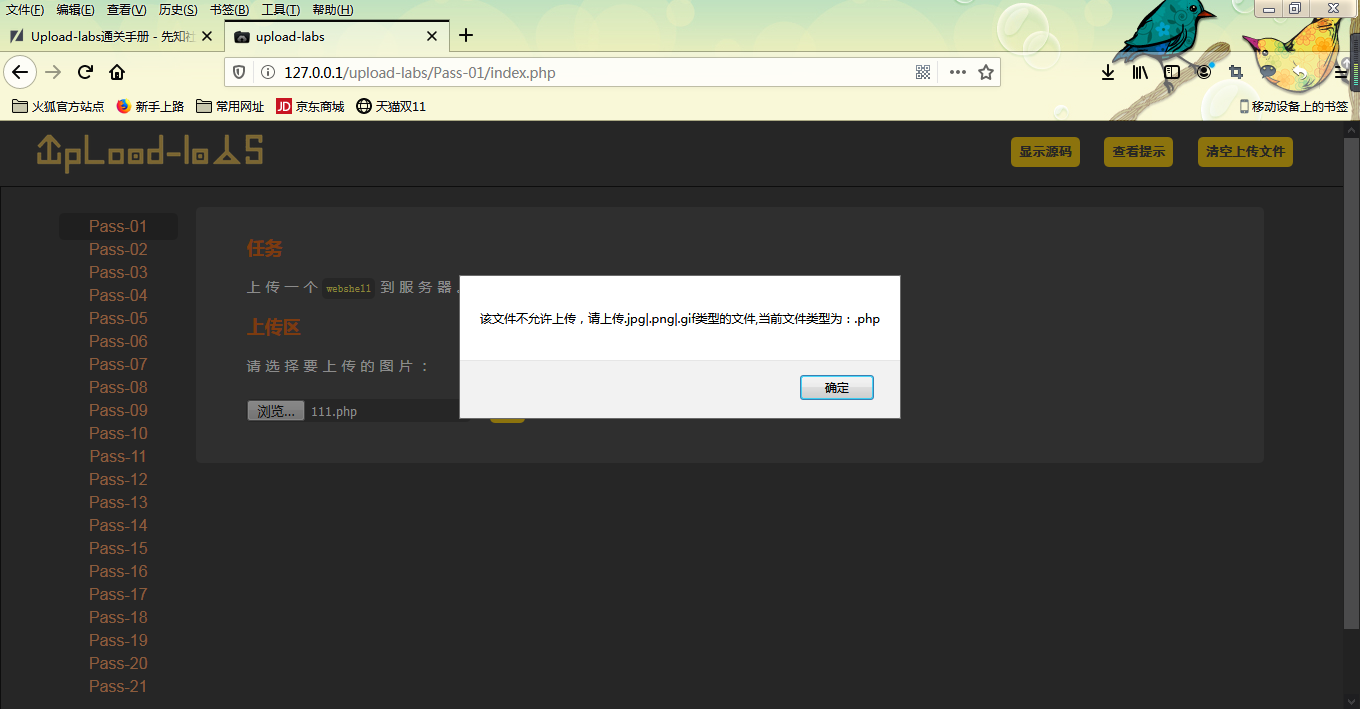 文件(F) 编辑(E) 查看(V) 历史(S) 书签(B) 工具(T) 帮助(H)
Upload-labs通关手册 - 先知社 upload-labs
127.0.0.1/upload-labs/Pass-01/index.php
火狐官方站点 新手上路 常用网址 JD 京东商城 天猫双11 移动设备上的书签
UpLoad-labS 显示源码 查看提示 清空上传文件
Pass-01
Pass-02
Pass-03
Pass-04
Pass-05
Pass-06
Pass-07
Pass-08
Pass-09
Pass-10
Pass-11
Pass-12
Pass-13
Pass-14
Pass-15
Pass-16
Pass-17
Pass-18
Pass-19
Pass-20
Pass-21
任务
上传一个 webshell 到服务器。
上传区
请选择要上传的图片：
浏览... 111.php
该文件不允许上传，请上传.jpg|.png|.gif类型的文件,当前文件类型为：.php
确定